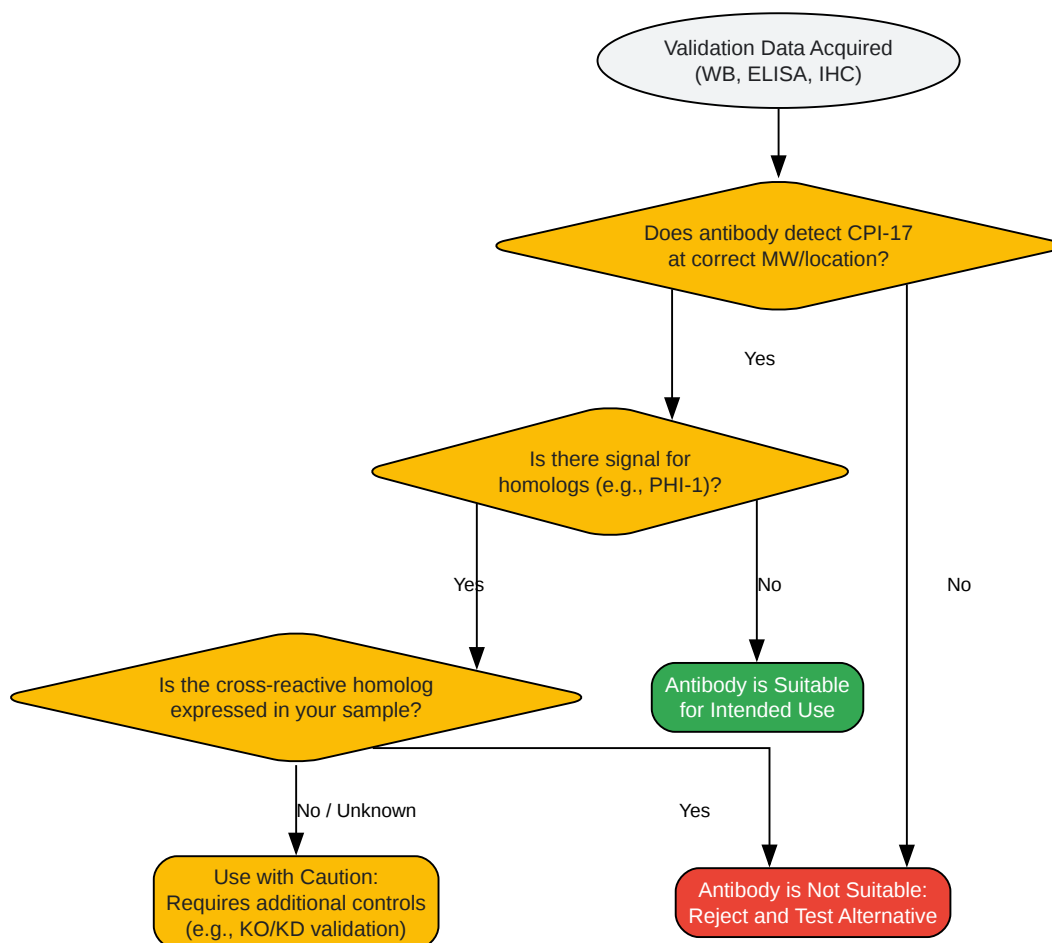 Validation Data Acquired
(WB, ELISA, IHC)
Does antibody detect CPI-17
at correct MW/location?
Yes
Is there signal for
homologs (e.g., PHI-1)?
Yes
No
No
Is the cross-reactive homolog
expressed in your sample?
Antibody is Suitable
for Intended Use
No / Unknown
Yes
Use with Caution:
Requires additional controls
(e.g., KO/KD validation)
Antibody is Not Suitable:
Reject and Test Alternative